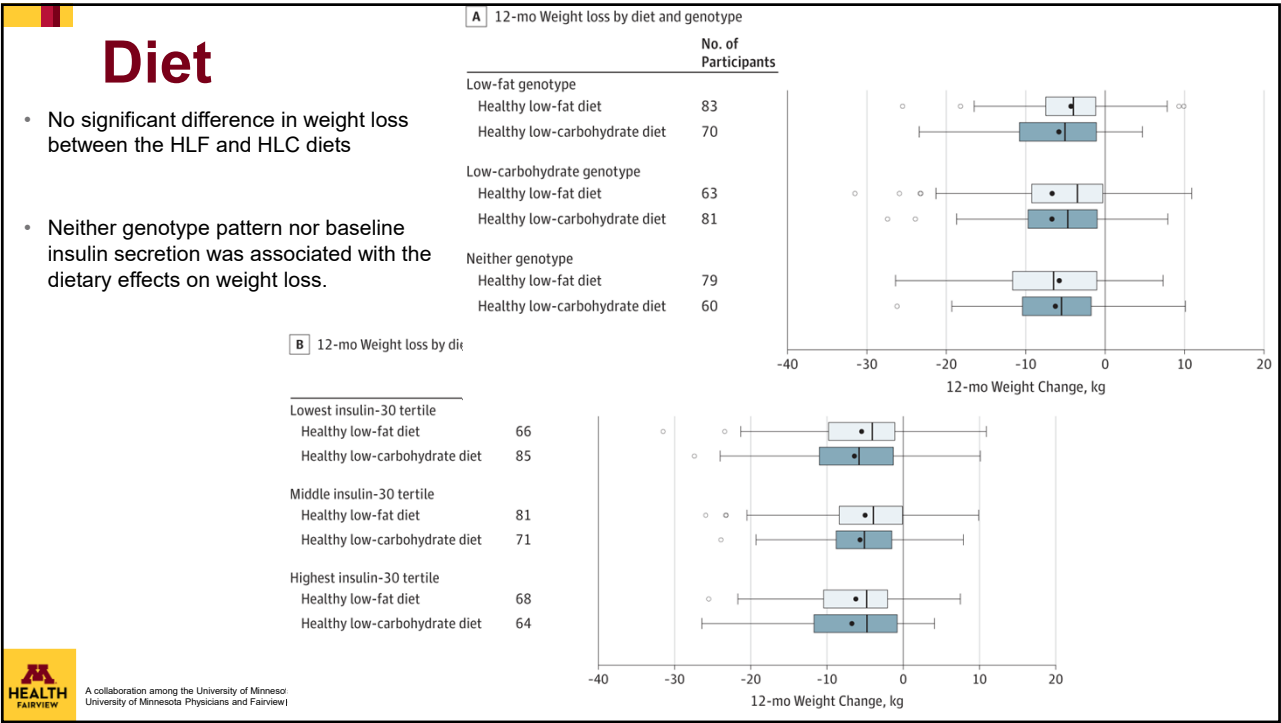 Diet
• No significant difference in weight loss
between the HLF and HLC diets
• Neither genotype pattern nor baseline
insulin secretion was associated with the
dietary effects on weight loss.
A 12-mo Weight loss by diet and genotype
No. of
Participants
Low-fat genotype
Healthy low-fat diet 83
Healthy low-carbohydrate diet 70
Low-carbohydrate genotype
Healthy low-fat diet 63
Healthy low-carbohydrate diet 81
Neither genotype
Healthy low-fat diet 79
Healthy low-carbohydrate diet 60
-40 -30 -20 -10 0 10 20
12-mo Weight Change, kg
B 12-mo Weight loss by
Lowest insulin-30 tertile
Healthy low-fat diet 66
Healthy low-carbohydrate diet 85
Middle insulin-30 tertile
Healthy low-fat diet 81
Healthy low-carbohydrate diet 71
Highest insulin-30 tertile
Healthy low-fat diet 68
Healthy low-carbohydrate diet 64
-40 -30 -20 -10 0 10 20
12-mo Weight Change, kg
M
HEALTH
FAIRVIEW
A collaboration among the University of
University of Minnesota Physicians and Fairview